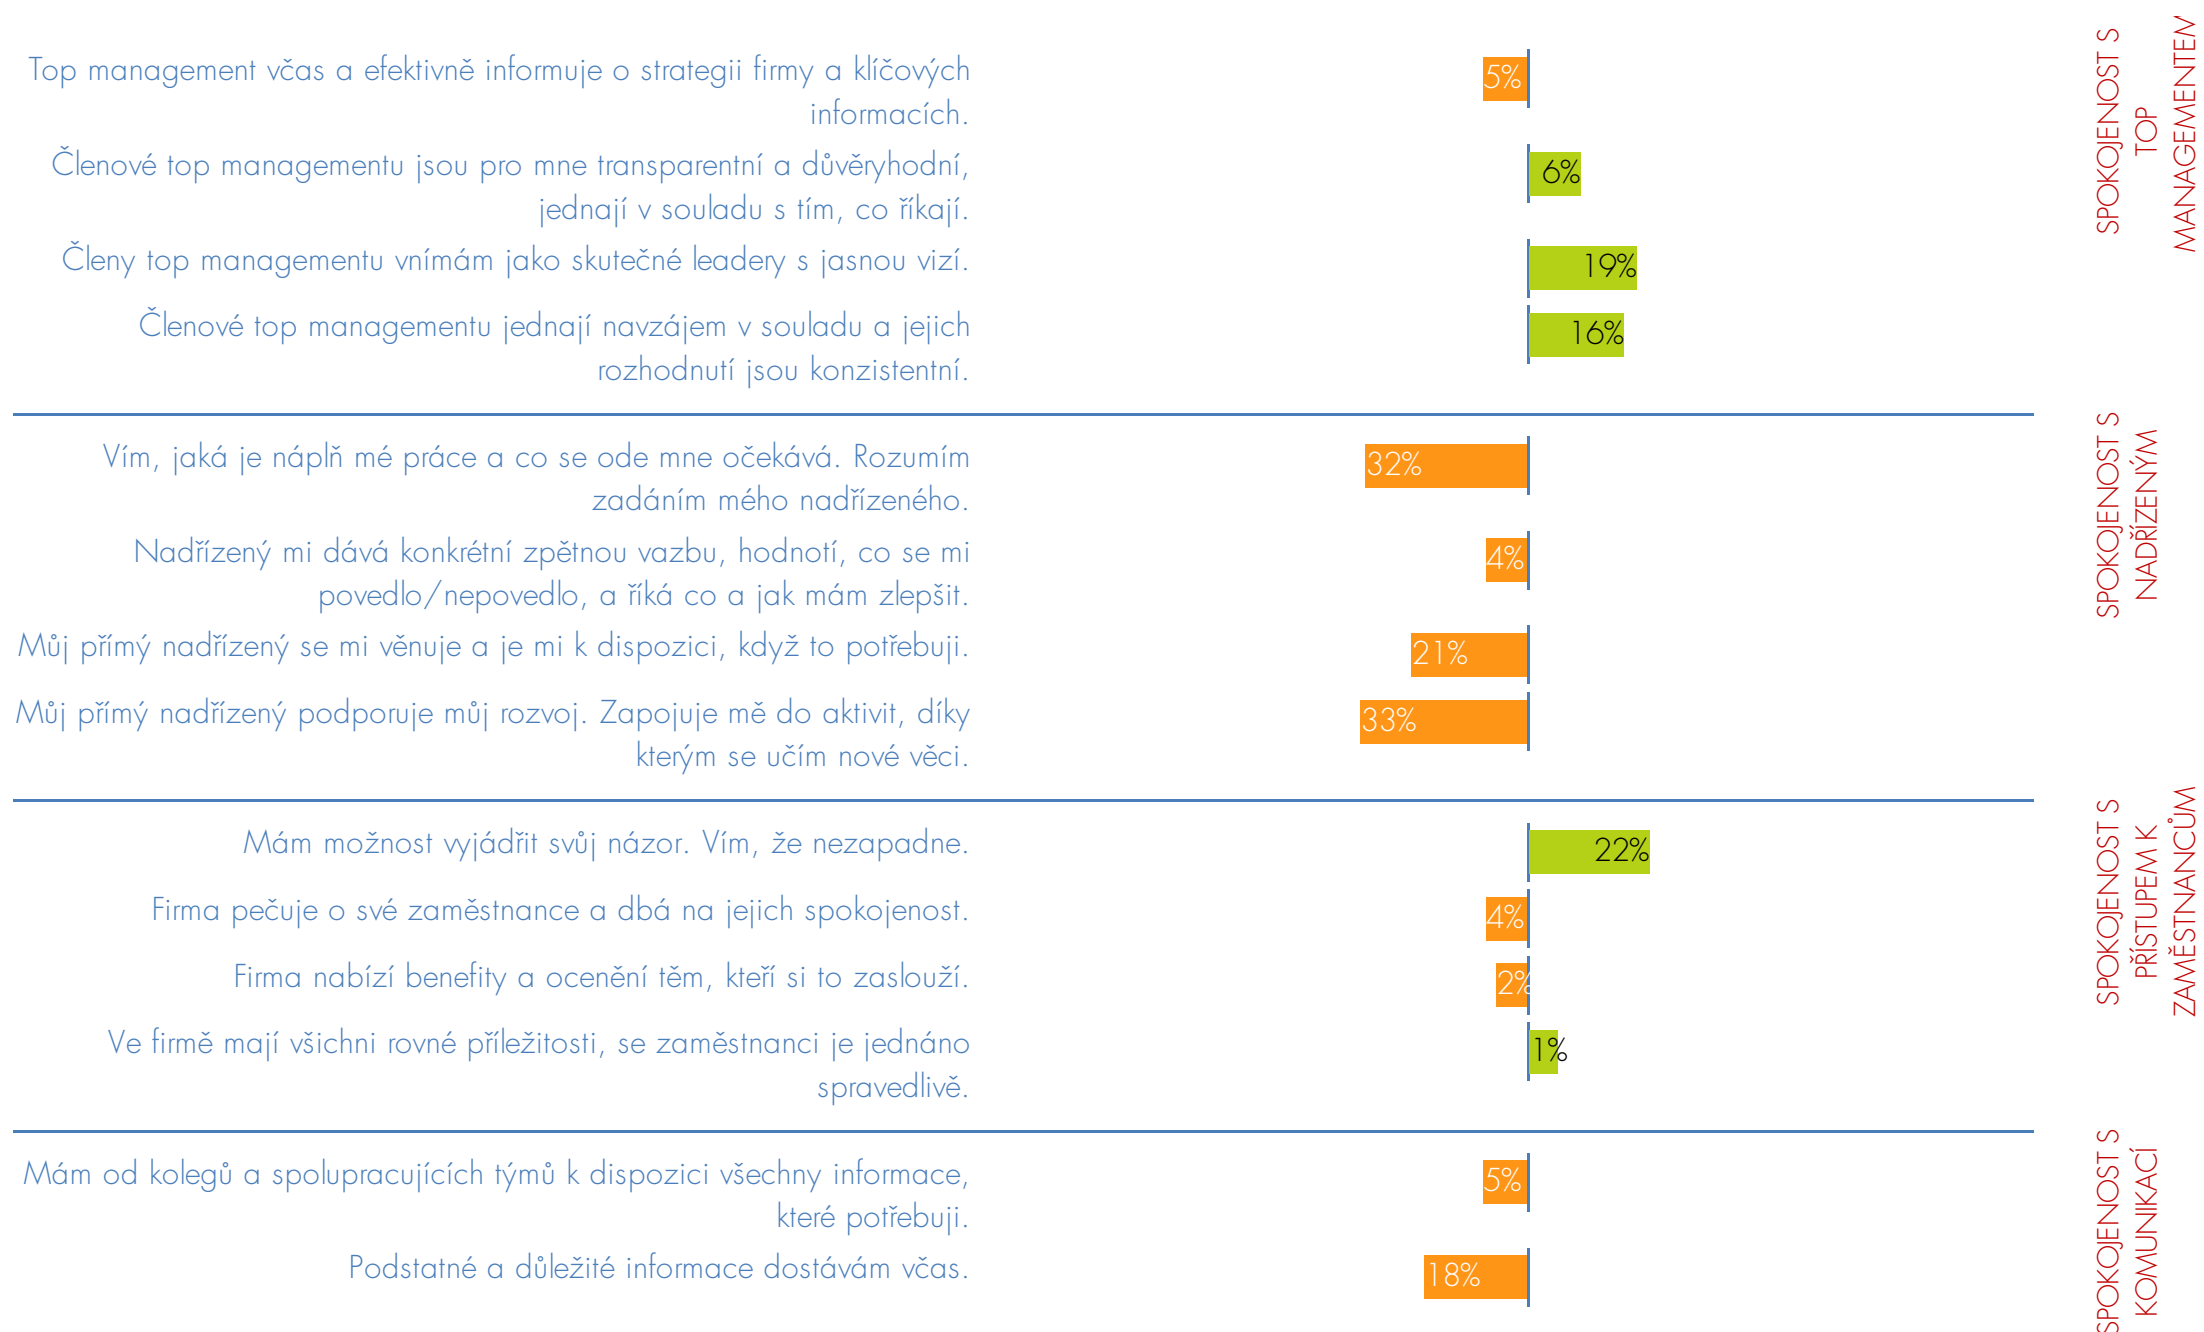 Top management včas a efektivně informuje o strategii firmy a klíčových
informacích.
5%
Členové top managementu jsou pro mne transparentní a důvěryhodní,
jednají v souladu s tím, co říkají.
6%
Členy top managementu vnímám jako skutečné leadery s jasnou vizí.
19%
Členové top managementu jednají navzájem v souladu a jejich
rozhodnutí jsou konzistentní.
16%
SPOKOJENOST S
TOP
MANAGEMENTEM
Vím, jaká je náplň mé práce a co se ode mne očekává. Rozumím
zadáním mého nadřízeného.
32%
Nadřízený mi dává konkrétní zpětnou vazbu, hodnotí, co se mi
povedlo/nepovedlo, a říká co a jak mám zlepšit.
4%
Můj přímý nadřízený se mi věnuje a je mi k dispozici, když to potřebuji.
21%
Můj přímý nadřízený podporuje můj rozvoj. Zapojuje mě do aktivit, díky
kterým se učím nové věci.
33%
SPOKOJENOST S
NADŘÍZENÝM
Mám možnost vyjádřit svůj názor. Vím, že nezapadne.
22%
Firma pečuje o své zaměstnance a dbá na jejich spokojenost.
4%
Firma nabízí benefity a ocenění těm, kteří si to zaslouží.
2%
Ve firmě mají všichni rovné příležitosti, se zaměstnanci je jednáno
spravedlivě.
1%
SPOKOJENOST S
PŘÍSTUPEM K
ZAMĚSTNANCŮM
Mám od kolegů a spolupracujících týmů k dispozici všechny informace,
které potřebuji.
5%
Podstatné a důležité informace dostávám včas.
18%
SPOKOJENOST S
KOMUNIKACÍ